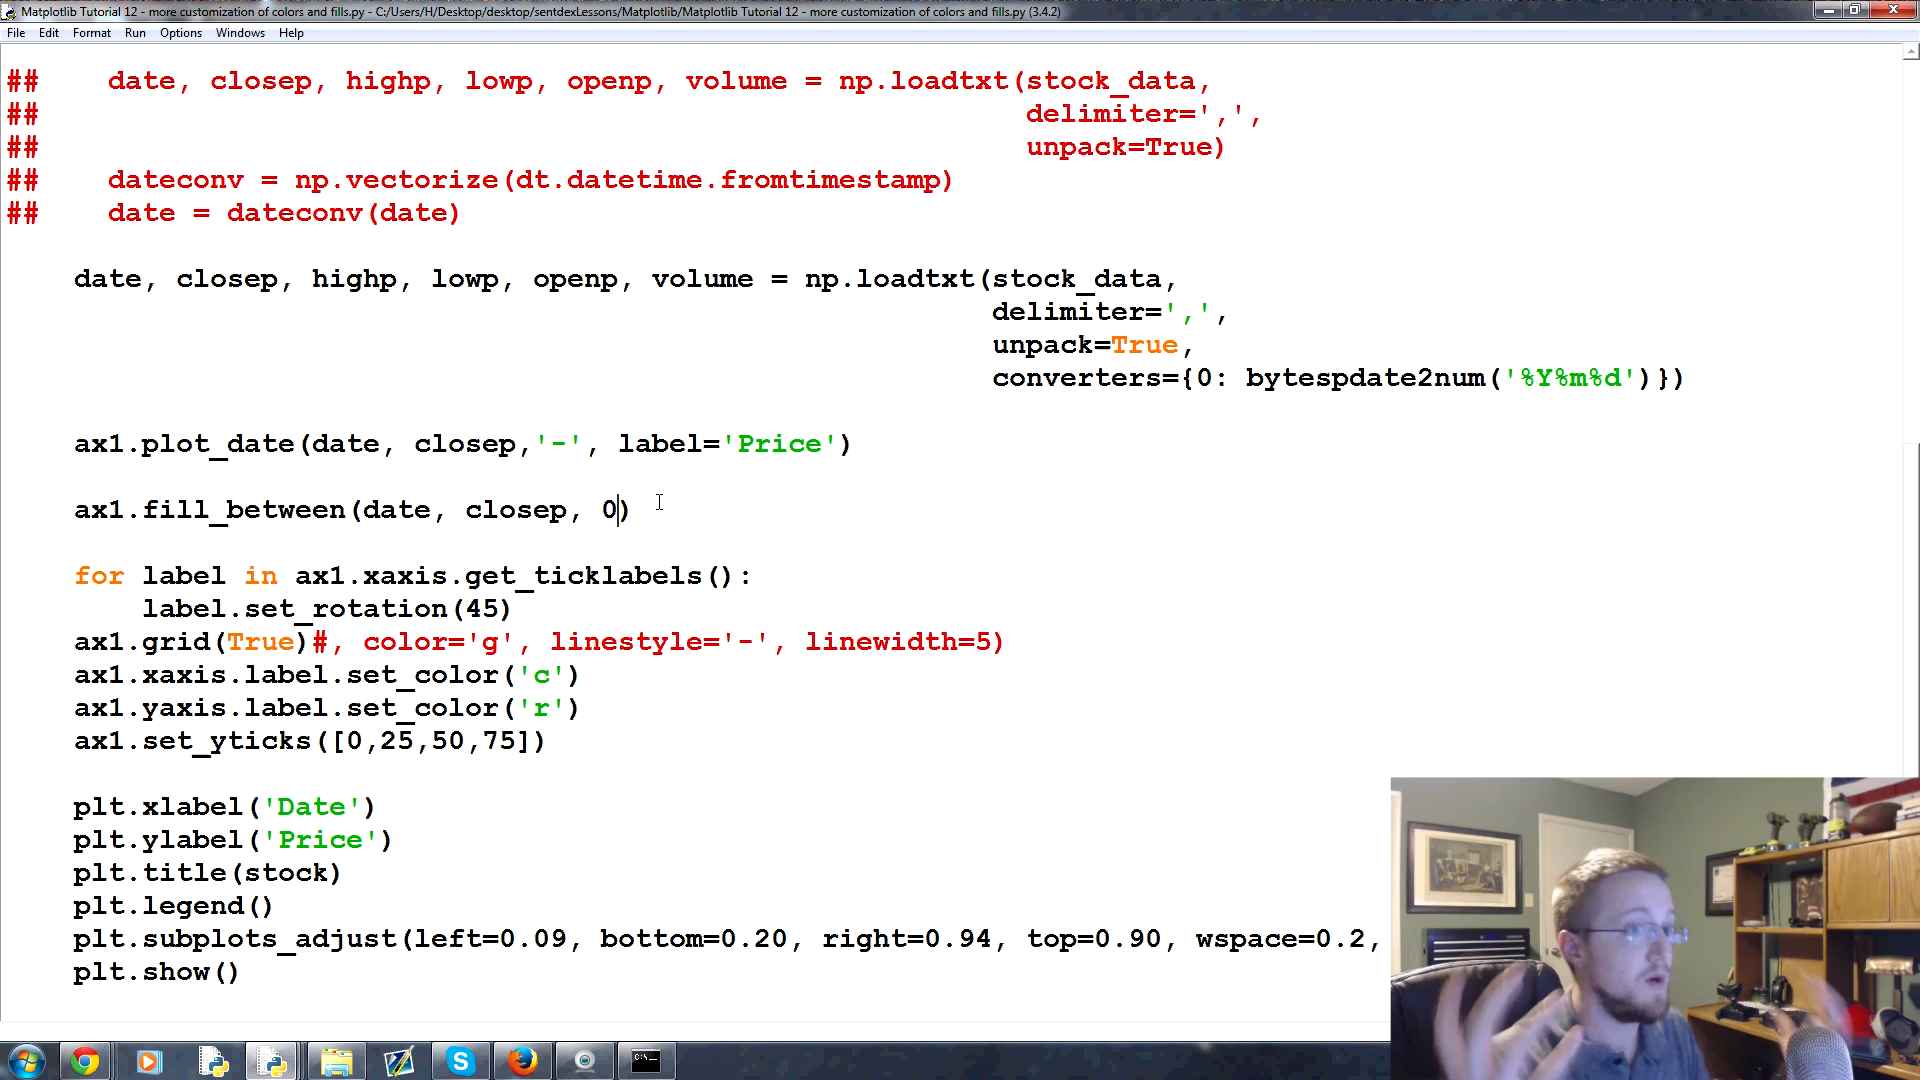 Matplotlib Tutorial 12 - more customization of colors and fills.py - C:/Users/H/Desktop/desktop/sentdexLessons/Matplotlib/Matplotlib Tutorial 12 - more customization of colors and fills.py (3.4.2)
File Edit Format Run Options Windows Help
## date, closep, highp, lowp, openp, volume = np.loadtxt(stock_data,
## delimiter=',',
## unpack=True)
## dateconv = np.vectorize(dt.datetime.fromtimestamp)
## date = dateconv(date)
date, closep, highp, lowp, openp, volume = np.loadtxt(stock_data,
delimiter=',',
unpack=True,
converters={0: bytespdate2num('%Y%m%d')})
ax1.plot_date(date, closep,'-', label='Price')
ax1.fill_between(date, closep, 0)
for label in ax1.xaxis.get_ticklabels():
label.set_rotation(45)
ax1.grid(True)#, color='g', linestyle='-', linewidth=5)
ax1.xaxis.label.set_color('c')
ax1.yaxis.label.set_color('r')
ax1.set_yticks([0,25,50,75])
plt.xlabel('Date')
plt.ylabel('Price')
plt.title(stock)
plt.legend()
plt.subplots_adjust(left=0.09, bottom=0.20, right=0.94, top=0.90, wspace=0.2,
plt.show()